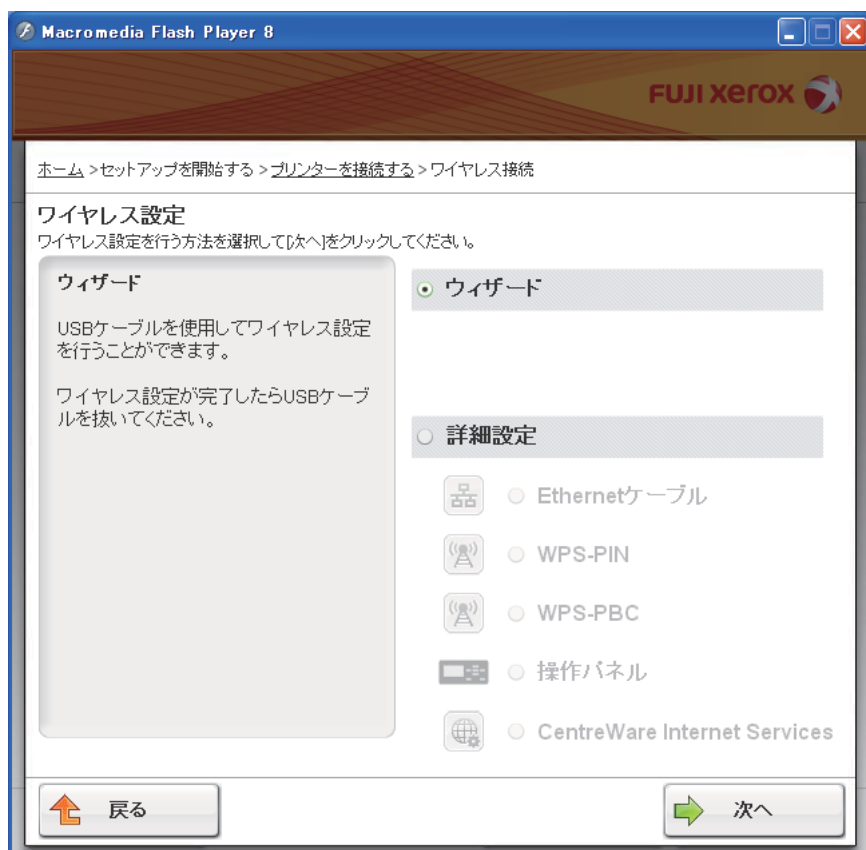 Macromedia Flash Player 8
FUJI xerox
ホーム >セットアップを開始する >プリンターを接続する >ワイヤレス接続
ワイヤレス設定
ワイヤレス設定を行う方法を選択して[次へ]をクリックしてください。
ウィザード
USBケーブルを使用してワイヤレス設定
を行うことができます。
ワイヤレス設定が完了したらUSBケーブ
ルを抜いてください。
ウィザード
詳細設定
Ethernetケーブル
WPS-PIN
WPS-PBC
操作パネル
CentreWare Internet Services
戻る
次へ